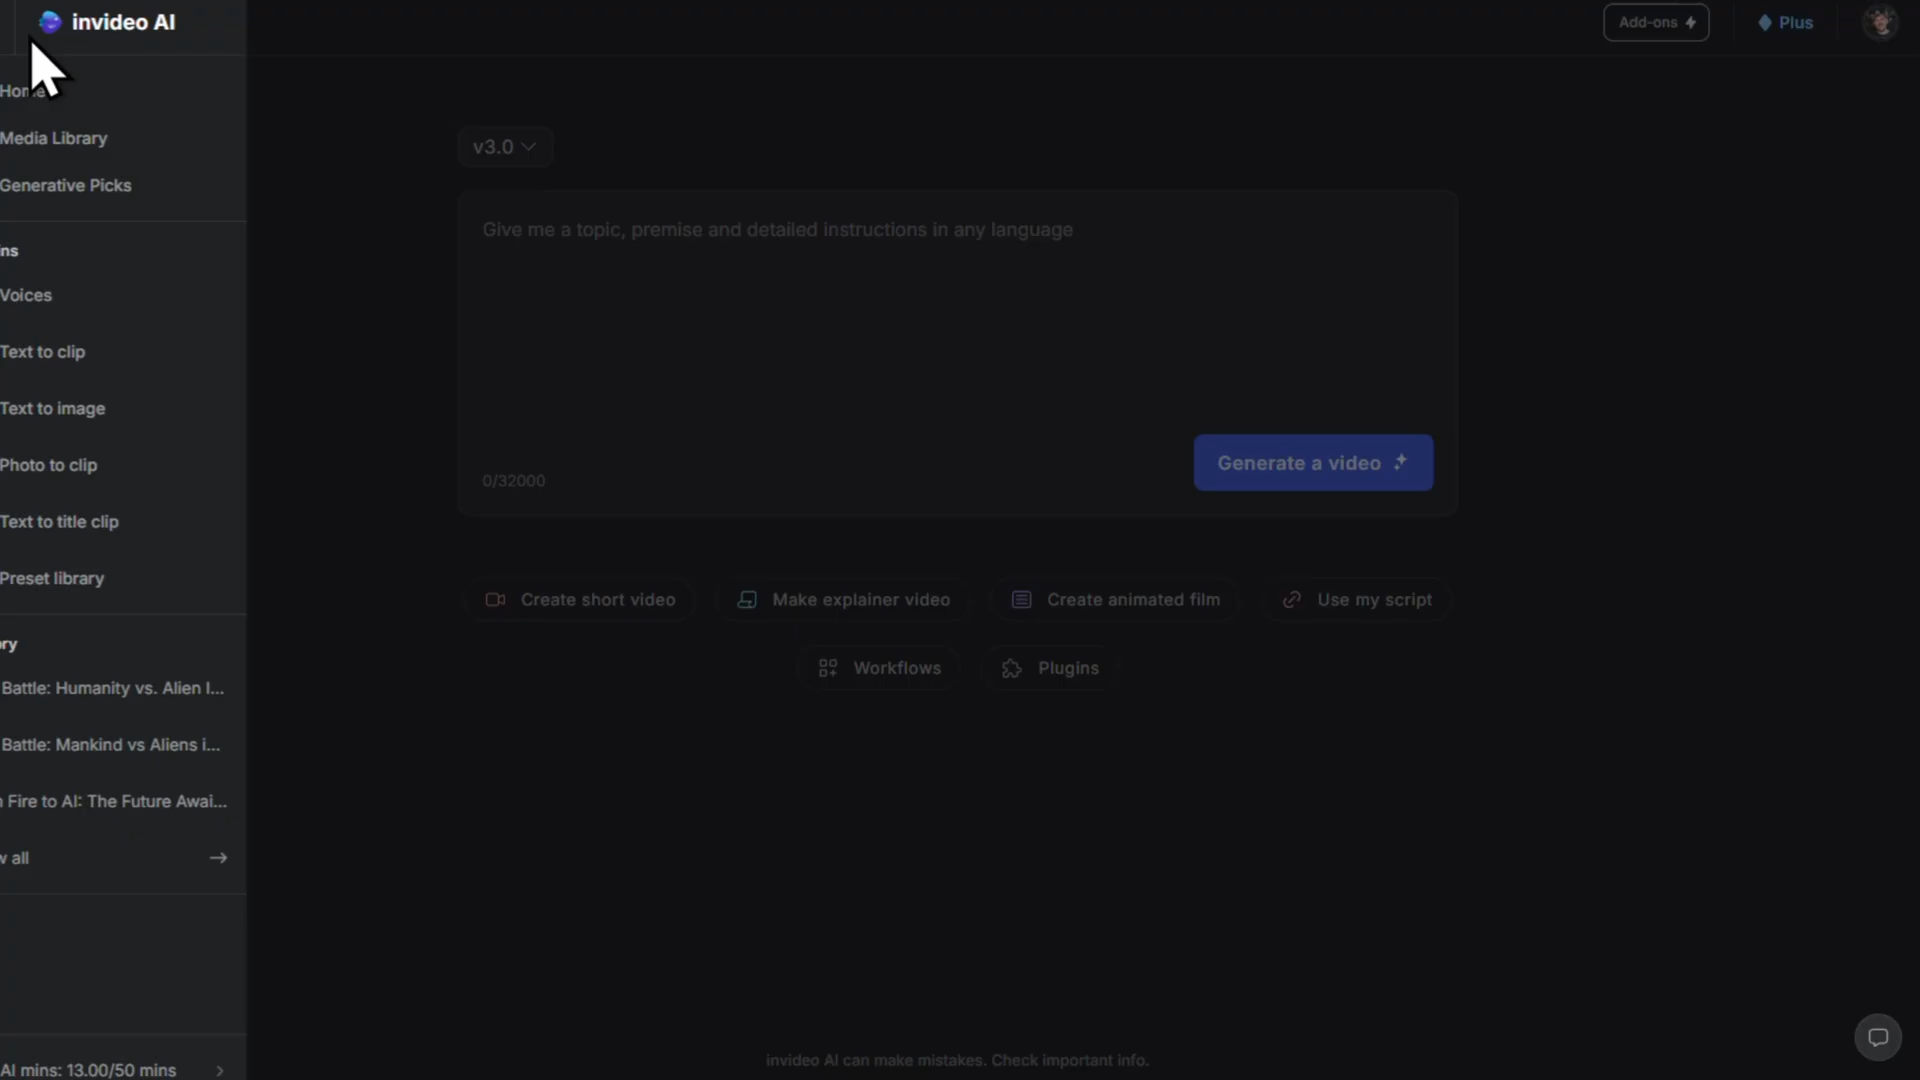 invideo AI
Add-ons
Plus
Home
Media Library
Generative Picks
ins
Voices
Text to clip
Text to image
Photo to clip
Text to title clip
Preset library
ory
Battle: Humanity vs. Alien I...
Battle: Mankind vs Aliens i...
n Fire to AI: The Future Awai...
w all
AI mins: 13.00/50 mins
v3.0
Give me a topic, premise and detailed instructions in any language
0/32000
Generate a video
Create short video
Make explainer video
Create animated film
Use my script
Workflows
Plugins
invideo AI can make mistakes. Check important info.